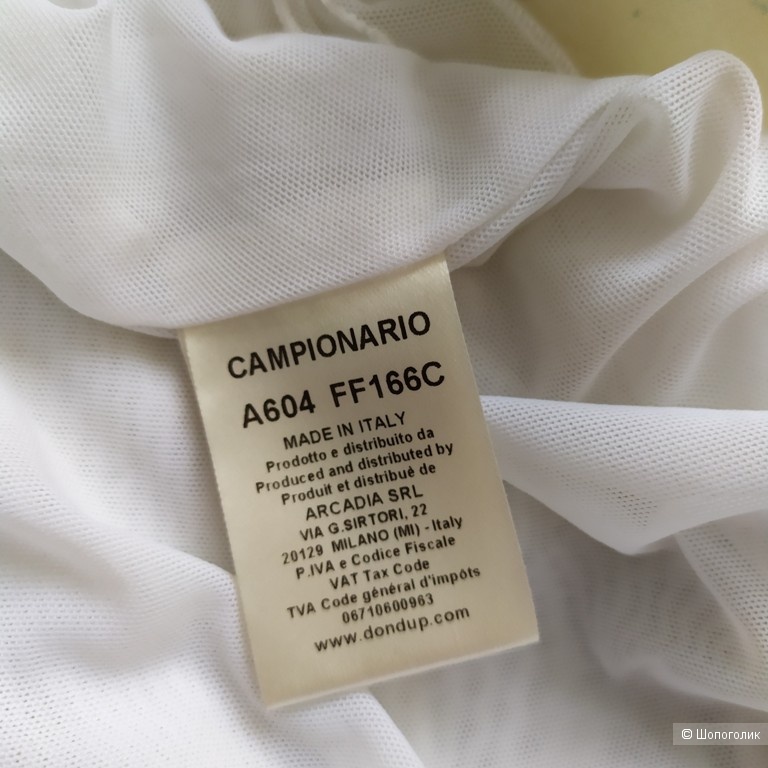 CAMPIONARIO
A604 FF166C
MADE IN ITALY
Prodotto e distribuito da
Produced and distributed by
Produit et distribué de
ARCADIA SRL
VIA G.SIRTORI, 22
20129 MILANO (MI) - Italy
P.IVA e Codice Fiscale
VAT Tax Code
TVA Code général d'impôts
06710600963
www.dondup.com
© Шопоголик